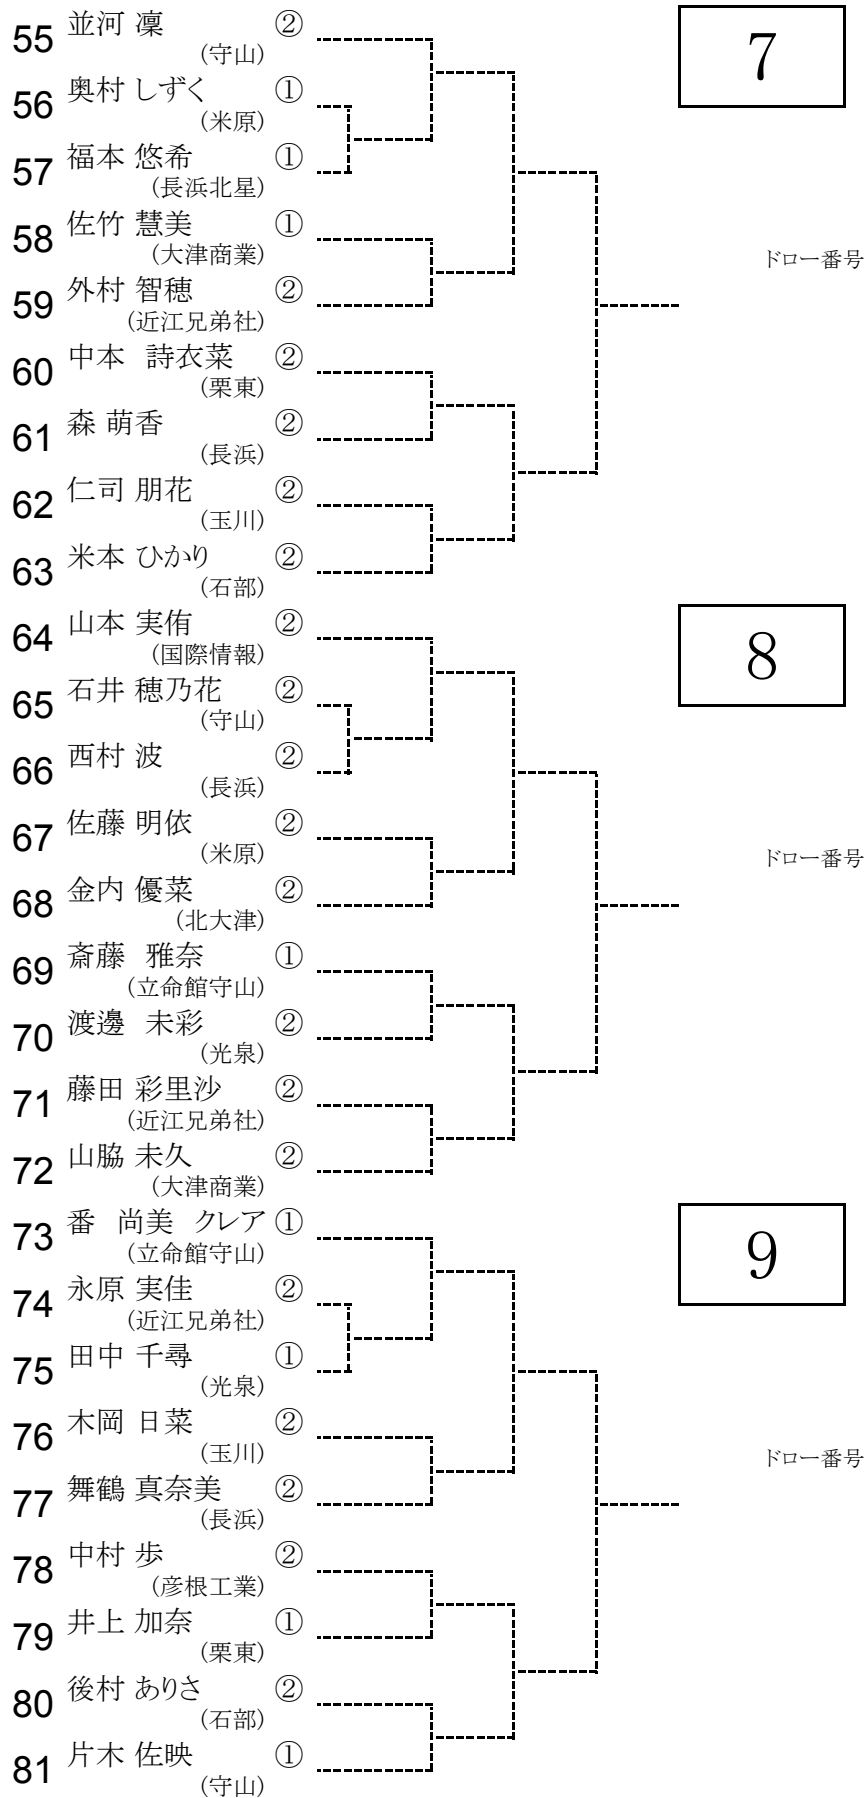 55 並河 凜 ②
(守山)
7
56 奥村 しずく ①
(米原)
57 福本 悠希 ①
(長浜北星)
58 佐竹 慧美 ①
(大津商業)
ドロー番号
59 外村 智穂 ②
(近江兄弟社)
60 中本 詩衣菜 ②
(栗東)
61 森 萌香 ②
(長浜)
62 仁司 朋花 ②
(玉川)
63 米本 ひかり ②
(石部)
64 山本 実侑 ②
(国際情報)
8
65 石井 穂乃花 ②
(守山)
66 西村 波 ②
(長浜)
67 佐藤 明依 ②
(米原)
ドロー番号
68 金内 優菜 ②
(北大津)
69 斎藤 雅奈 ①
(立命館守山)
70 渡邊 未彩 ②
(光泉)
71 藤田 彩里沙 ②
(近江兄弟社)
72 山脇 未久 ②
(大津商業)
73 番 尚美 クレア ①
(立命館守山)
9
74 永原 実佳 ②
(近江兄弟社)
75 田中 千尋 ①
(光泉)
76 木岡 日菜 ②
(玉川)
ドロー番号
77 舞鶴 真奈美 ②
(長浜)
78 中村 歩 ②
(彦根工業)
79 井上 加奈 ①
(栗東)
80 後村 ありさ ②
(石部)
81 片木 佐映 ①
(守山)